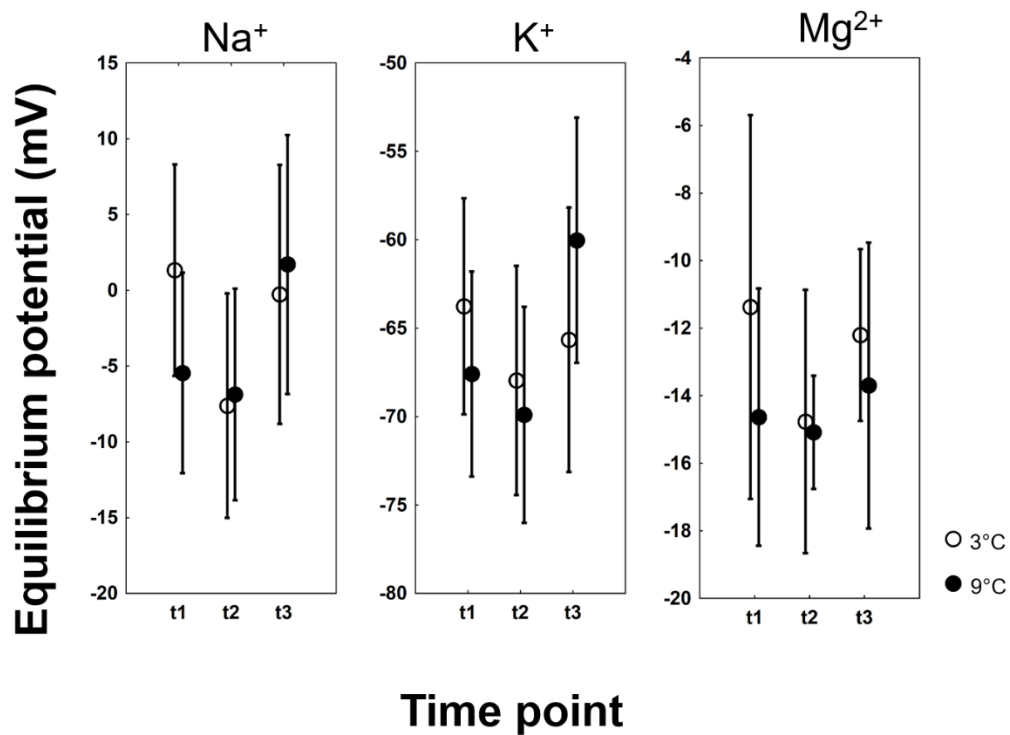 Na⁺
K⁺
Mg²⁺
Equilibrium potential (mV)
15
10
5
0
-5
-10
-15
-20
t1 t2 t3
-50
-55
-60
-65
-70
-75
-80
t1 t2 t3
-4
-6
-8
-10
-12
-14
-16
-18
-20
t1 t2 t3
3°C
9°C
Time point